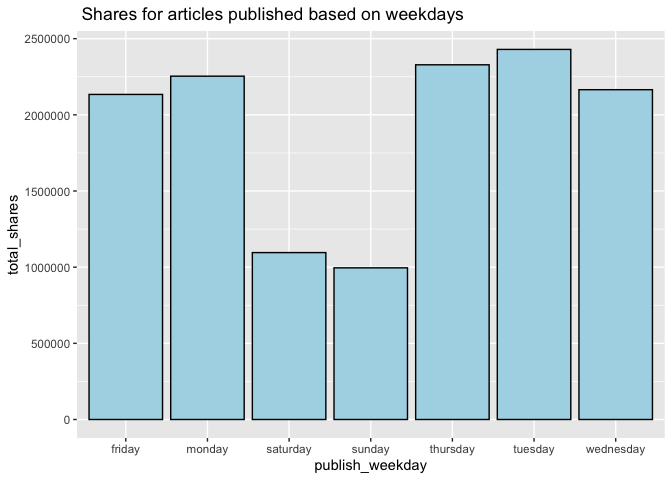 Shares for articles published based on weekdays
total_shares
2500000
2000000
1500000
1000000
500000
0
friday monday saturday sunday thursday tuesday wednesday
publish_weekday